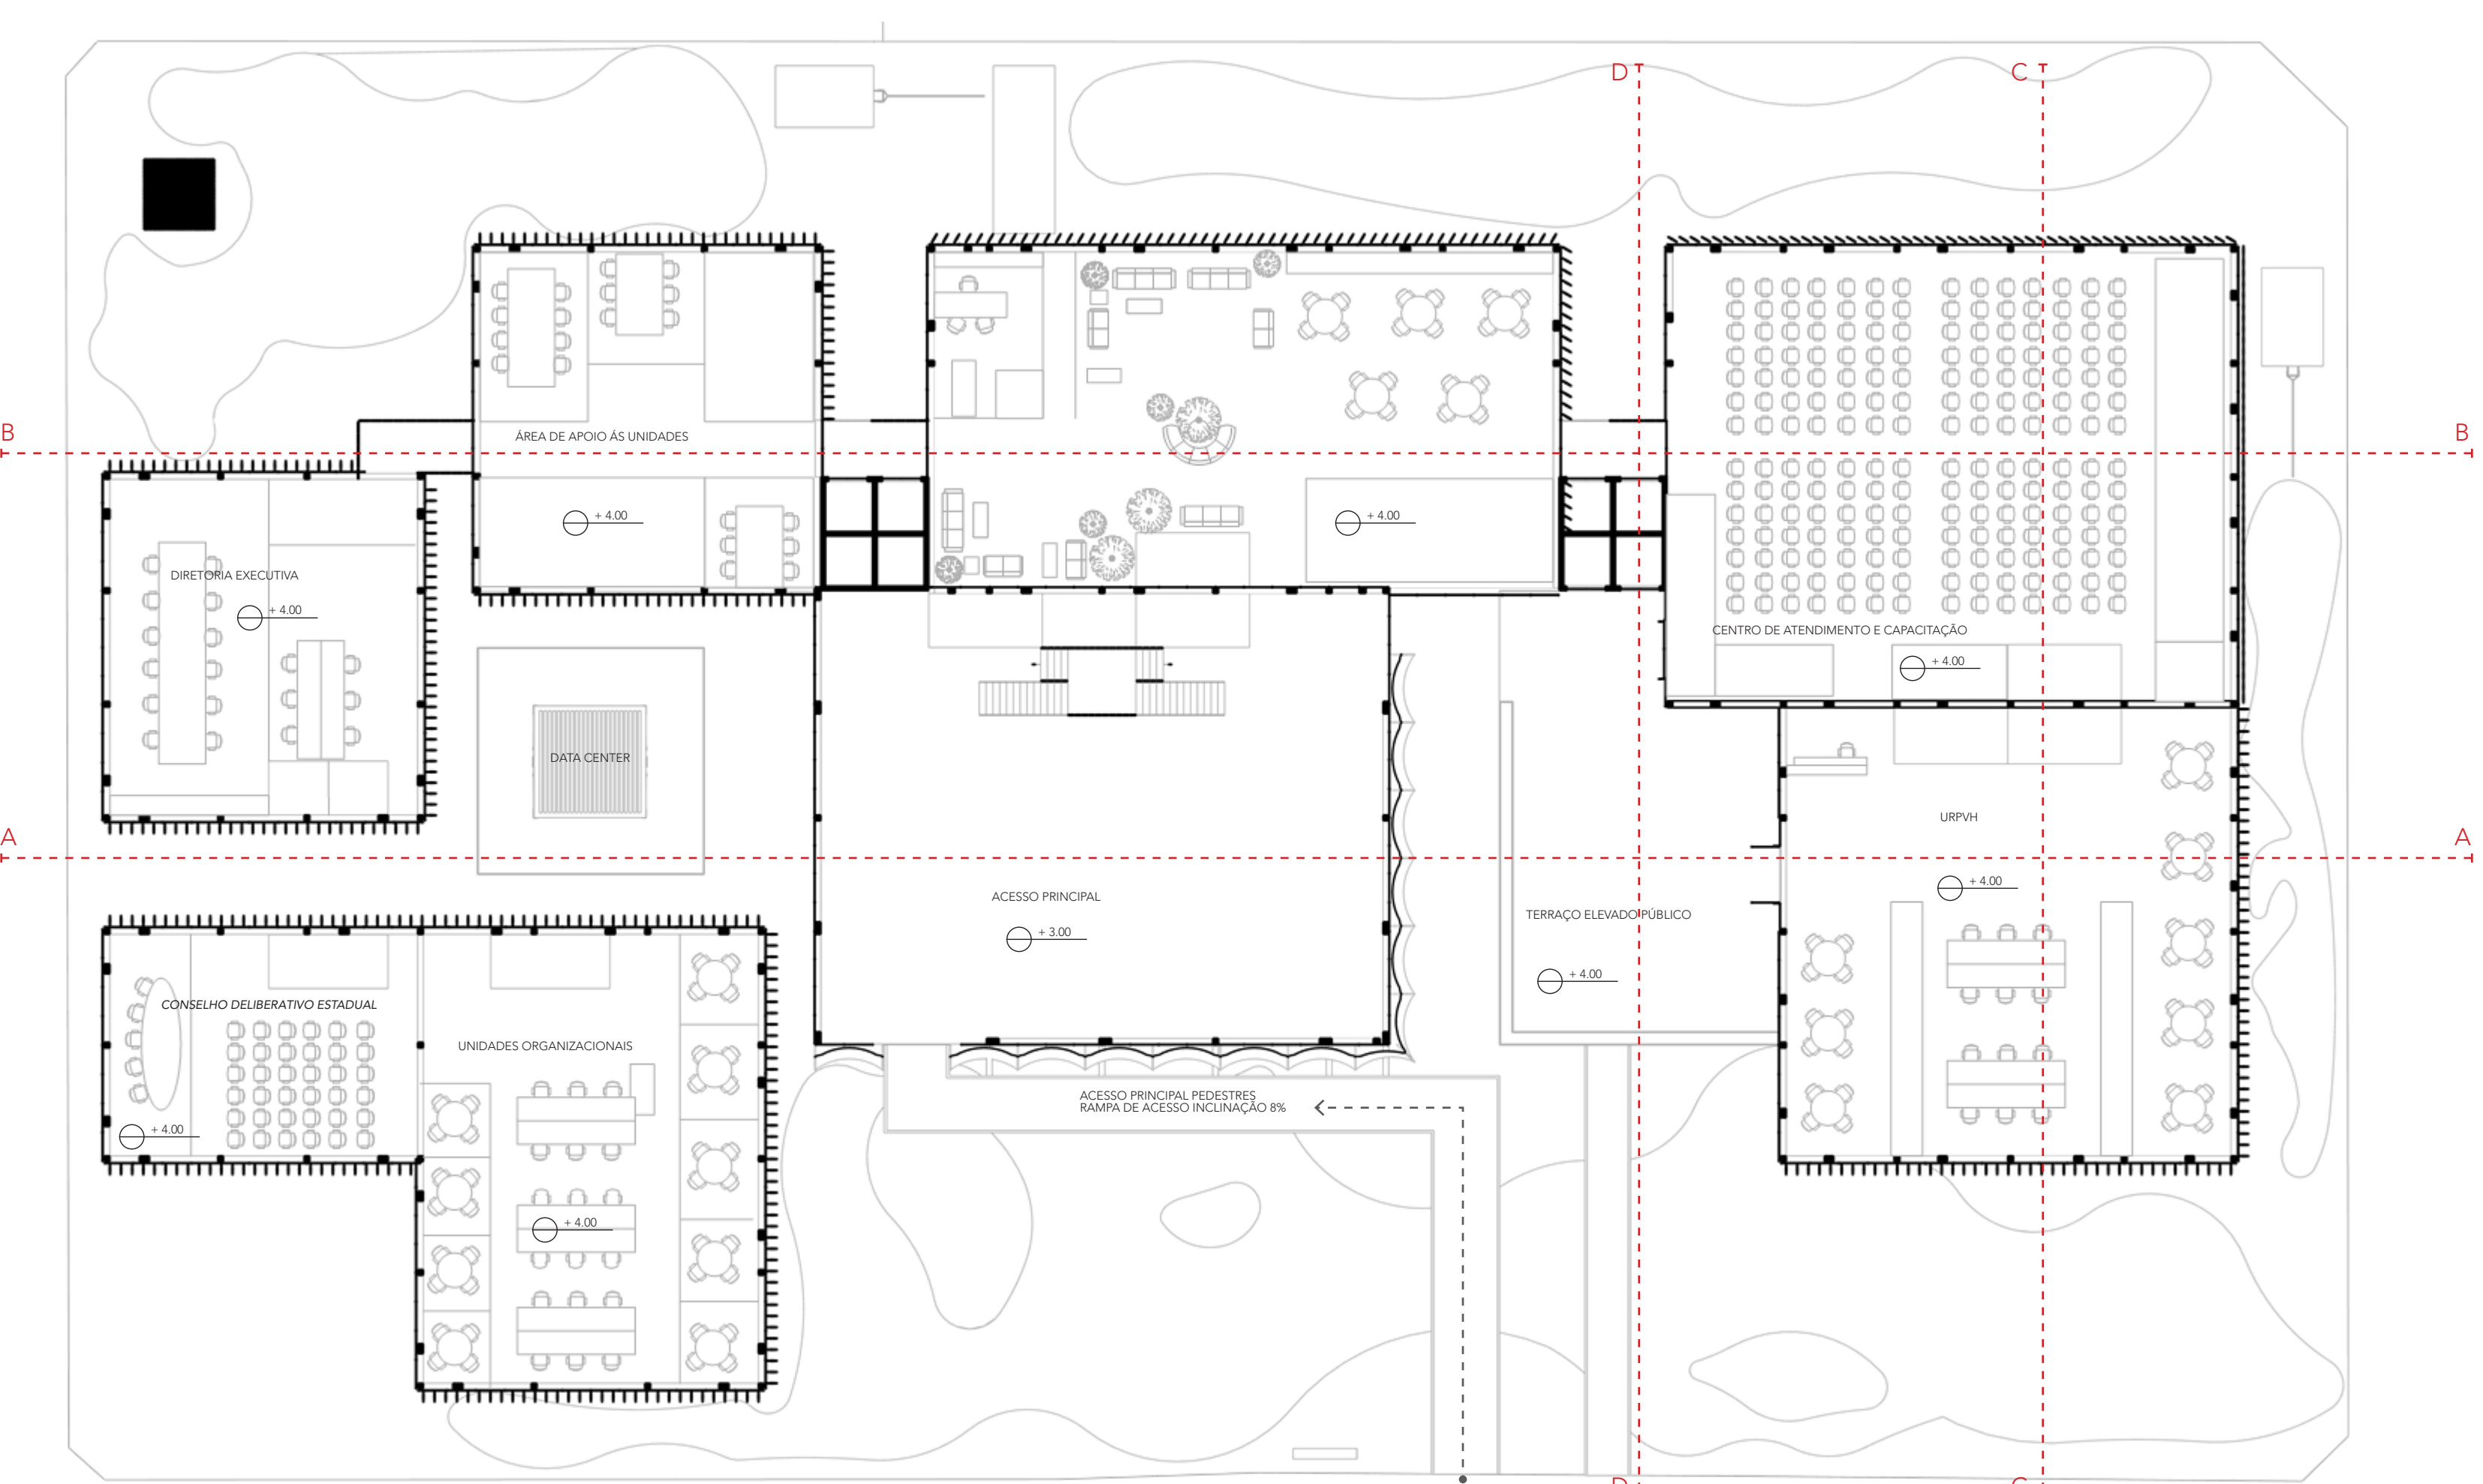 D
C
B
B
ÁREA DE APOIO ÁS UNIDADES
+ 4.00
+ 4.00
DIRETORIA EXECUTIVA
+ 4.00
CENTRO DE ATENDIMENTO E CAPACITAÇÃO
+ 4.00
DATA CENTER
URPVH
A
A
ACESSO PRINCIPAL
+ 4.00
+ 3.00
TERRAÇO ELEVADO PÚBLICO
+ 4.00
CONSELHO DELIBERATIVO ESTADUAL
UNIDADES ORGANIZACIONAIS
ACESSO PRINCIPAL PEDESTRES
RAMPA DE ACESSO INCLINAÇÃO 8%
+ 4.00
+ 4.00
D
C